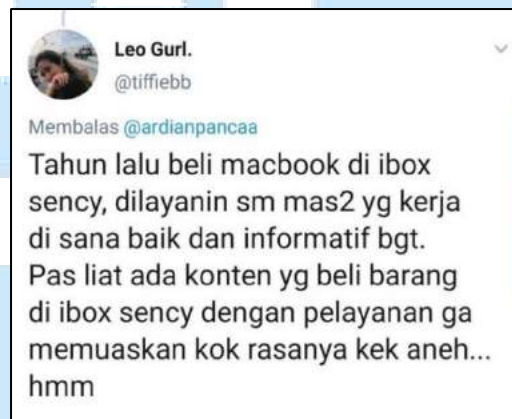 Leo Gurl.
@tiffiebb
Membalas @ardianpancaa
Tahun lalu beli macbook di ibox
sency, dilayanin sm mas2 yg kerja
di sana baik dan informatif bgt.
Pas liat ada konten yg beli barang
di ibox sency dengan pelayanan ga
memuaskan kok rasanya kek aneh...
hmm